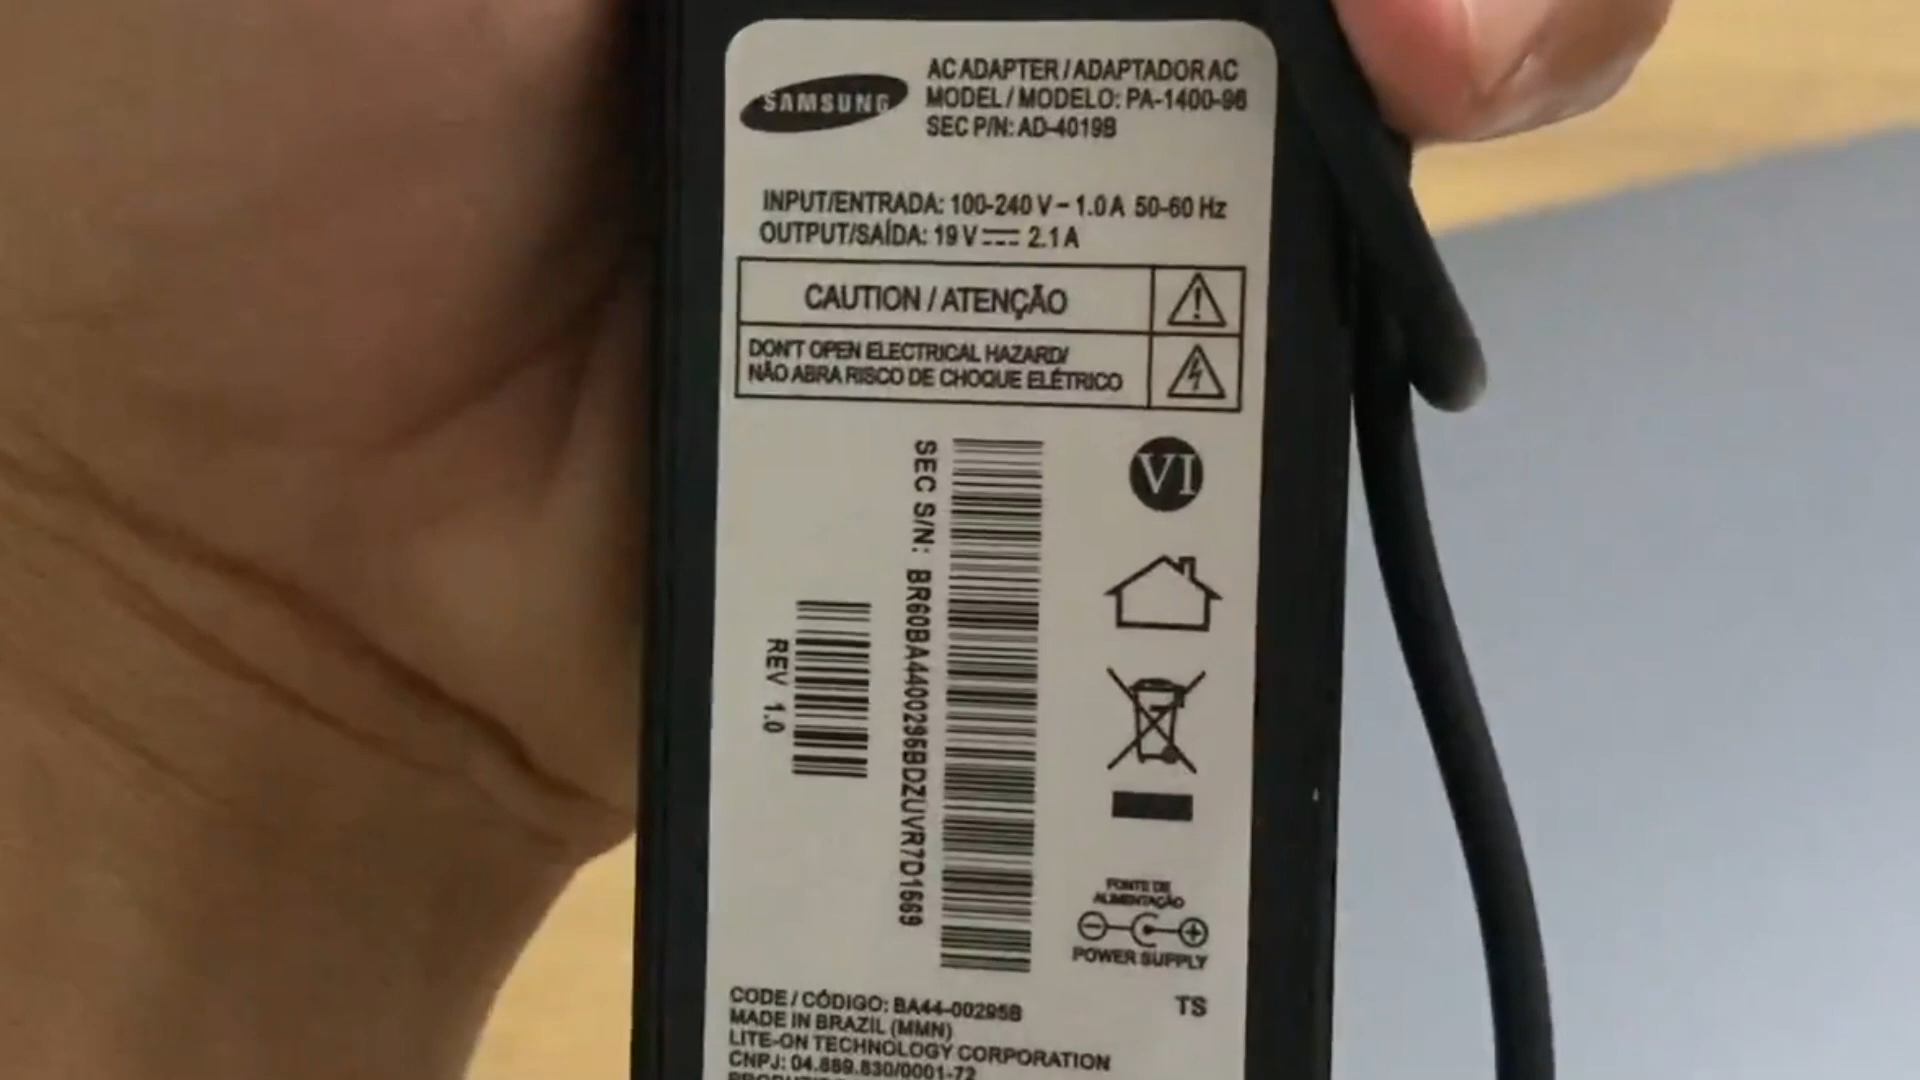 SAMSUNG
AC ADAPTER / ADAPTADOR AC
MODEL / MODELO: PA-1400-96
SEC P/N: AD-4019B
INPUT/ENTRADA: 100-240 V ~ 1.0 A 50-60 Hz
OUTPUT/SAÍDA: 19 V ⎓ 2.1 A
CAUTION / ATENÇÃO
DON'T OPEN ELECTRICAL HAZARD/
NÃO ABRA RISCO DE CHOQUE ELÉTRICO
VI
SEC S/N: BR60BA4400295BDZUVR7D1669
REV 1.0
FONTE DE
ALIMENTAÇÃO
POWER SUPPLY
TS
CODE / CÓDIGO: BA44-00295B
MADE IN BRAZIL (MMN)
LITE-ON TECHNOLOGY CORPORATION
CNPJ: 04.889.830/0001-72